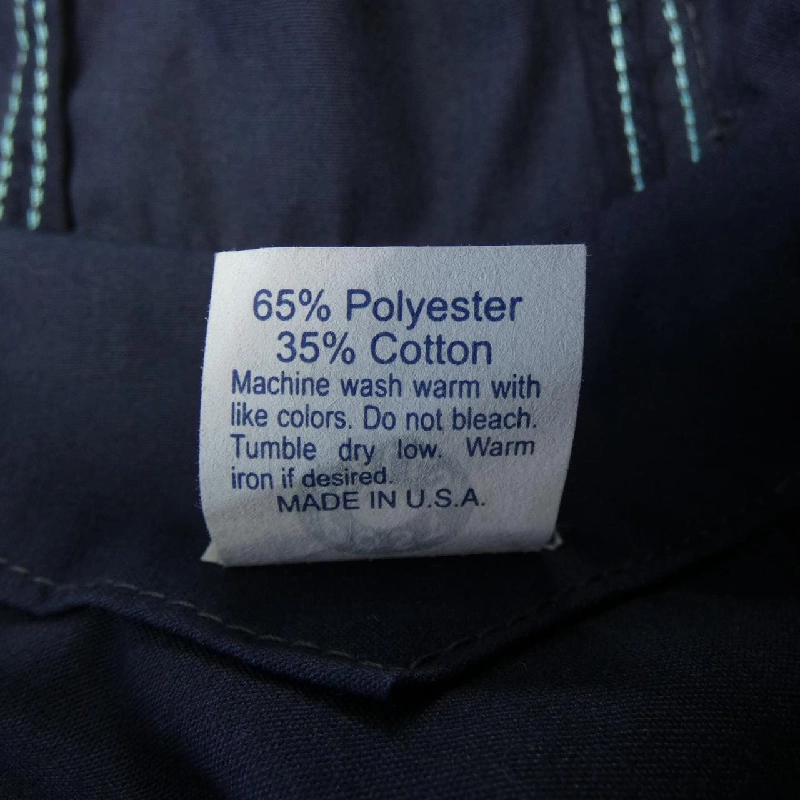 65% Polyester
35% Cotton
Machine wash warm with
like colors. Do not bleach.
Tumble dry low. Warm
iron if desired.
MADE IN U.S.A.